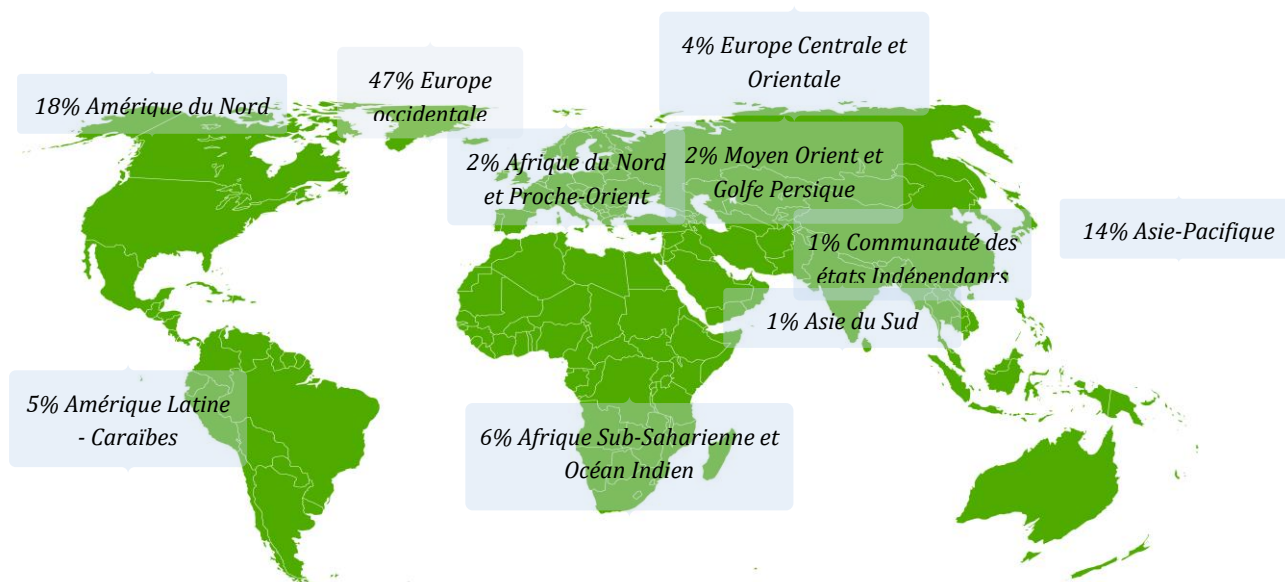 4% Europe Centrale et
Orientale
47% Europe
occidentale
18% Amérique du Nord
2% Afrique du Nord
et Proche-Orient
2% Moyen Orient et
Golfe Persique
14% Asie-Pacifique
1% Communauté des
états Indépendanrs
1% Asie du Sud
5% Amérique Latine
- Caraïbes
6% Afrique Sub-Saharienne et
Océan Indien